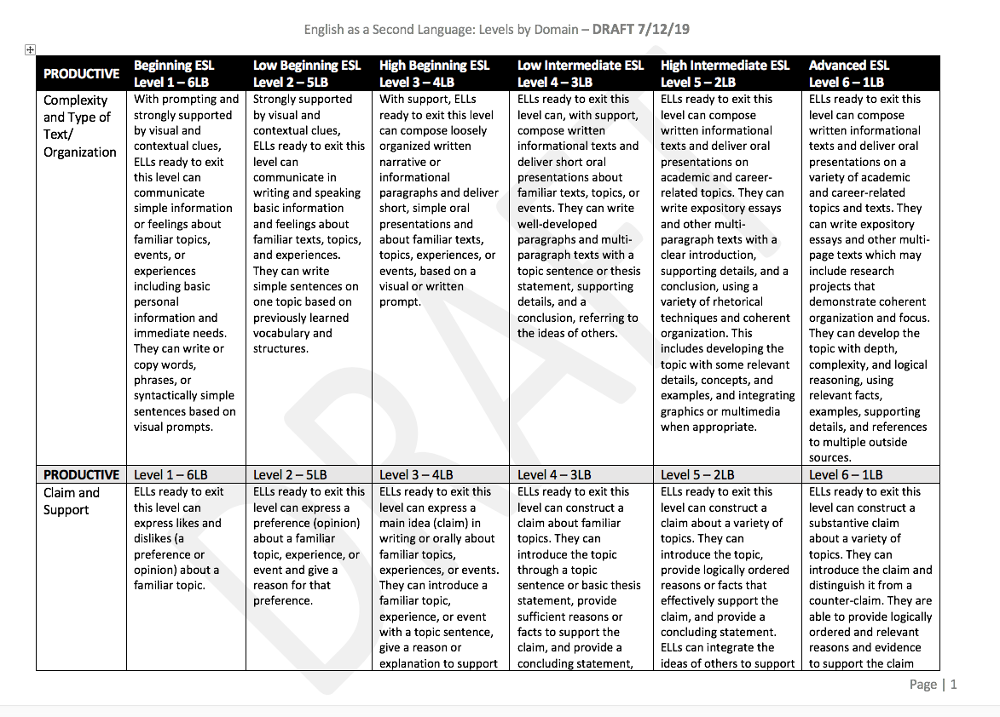 English as a Second Language: Levels by Domain – DRAFT 7/12/19
PRODUCTIVE
Beginning ESL
Level 1 – 6LB
Low Beginning ESL
Level 2 – 5LB
High Beginning ESL
Level 3 – 4LB
Low Intermediate ESL
Level 4 – 3LB
High Intermediate ESL
Level 5 – 2LB
Advanced ESL
Level 6 – 1LB
Complexity
and Type of
Text/
Organization
With prompting and
strongly supported
by visual and
contextual clues,
ELLs ready to exit
this level can
communicate
simple information
or feelings about
familiar topics,
events, or
experiences
including basic
personal
information and
immediate needs.
They can write or
copy words,
phrases, or
syntactically simple
sentences based on
visual prompts.
Strongly supported
by visual and
contextual clues,
ELLs ready to exit this
level can
communicate in
writing and speaking
basic information
and feelings about
familiar texts, topics,
and experiences.
They can write
simple sentences on
one topic based on
previously learned
vocabulary and
structures.
With support, ELLs
ready to exit this level
can compose loosely
organized written
narrative or
informational
paragraphs and deliver
short, simple oral
presentations and
about familiar texts,
topics, experiences, or
events, based on a
visual or written
prompt.
ELLs ready to exit this
level can, with support,
compose written
informational texts and
deliver short oral
presentations about
familiar texts, topics, or
events. They can write
well-developed
paragraphs and multi-
paragraph texts with a
topic sentence or thesis
statement, supporting
details, and a
conclusion, referring to
the ideas of others.
ELLs ready to exit this
level can compose
written informational
texts and deliver oral
presentations on
academic and career-
related topics. They can
write expository essays
and other multi-
paragraph texts with a
clear introduction,
supporting details, and a
conclusion, using a
variety of rhetorical
techniques and coherent
organization. This
includes developing the
topic with some relevant
details, concepts, and
examples, and integrating
graphics or multimedia
when appropriate.
ELLs ready to exit this
level can compose
written informational
texts and deliver oral
presentations on a
variety of academic
and career-related
topics and texts. They
can write expository
essays and other multi-
page texts which may
include research
projects that
demonstrate coherent
organization and focus.
They can develop the
topic with depth,
complexity, and logical
reasoning, using
relevant facts,
examples, supporting
details, and references
to multiple outside
sources.
PRODUCTIVE
Level 1 – 6LB
Level 2 – 5LB
Level 3 – 4LB
Level 4 – 3LB
Level 5 – 2LB
Level 6 – 1LB
Claim and
Support
ELLs ready to exit
this level can
express likes and
dislikes (a
preference or
opinion) about a
familiar topic.
ELLs ready to exit this
level can express a
preference (opinion)
about a familiar
topic, experience, or
event and give a
reason for that
preference.
ELLs ready to exit this
level can express a
main idea (claim) in
writing or orally about
familiar topics,
experiences, or events.
They can introduce a
familiar topic,
experience, or event
with a topic sentence,
give a reason or
explanation to support
ELLs ready to exit this
level can construct a
claim about familiar
topics. They can
introduce the topic
through a topic
sentence or basic thesis
statement, provide
sufficient reasons or
facts to support the
claim, and provide a
concluding statement,
ELLs ready to exit this
level can construct a
claim about a variety of
topics. They can
introduce the topic,
provide logically ordered
reasons or facts that
effectively support the
claim, and provide a
concluding statement.
ELLs can integrate the
ideas of others to support
ELLs ready to exit this
level can construct a
substantive claim
about a variety of
topics. They can
introduce the claim and
distinguish it from a
counter-claim. They are
able to provide logically
ordered and relevant
reasons and evidence
to support the claim
DRAFT
Page | 1